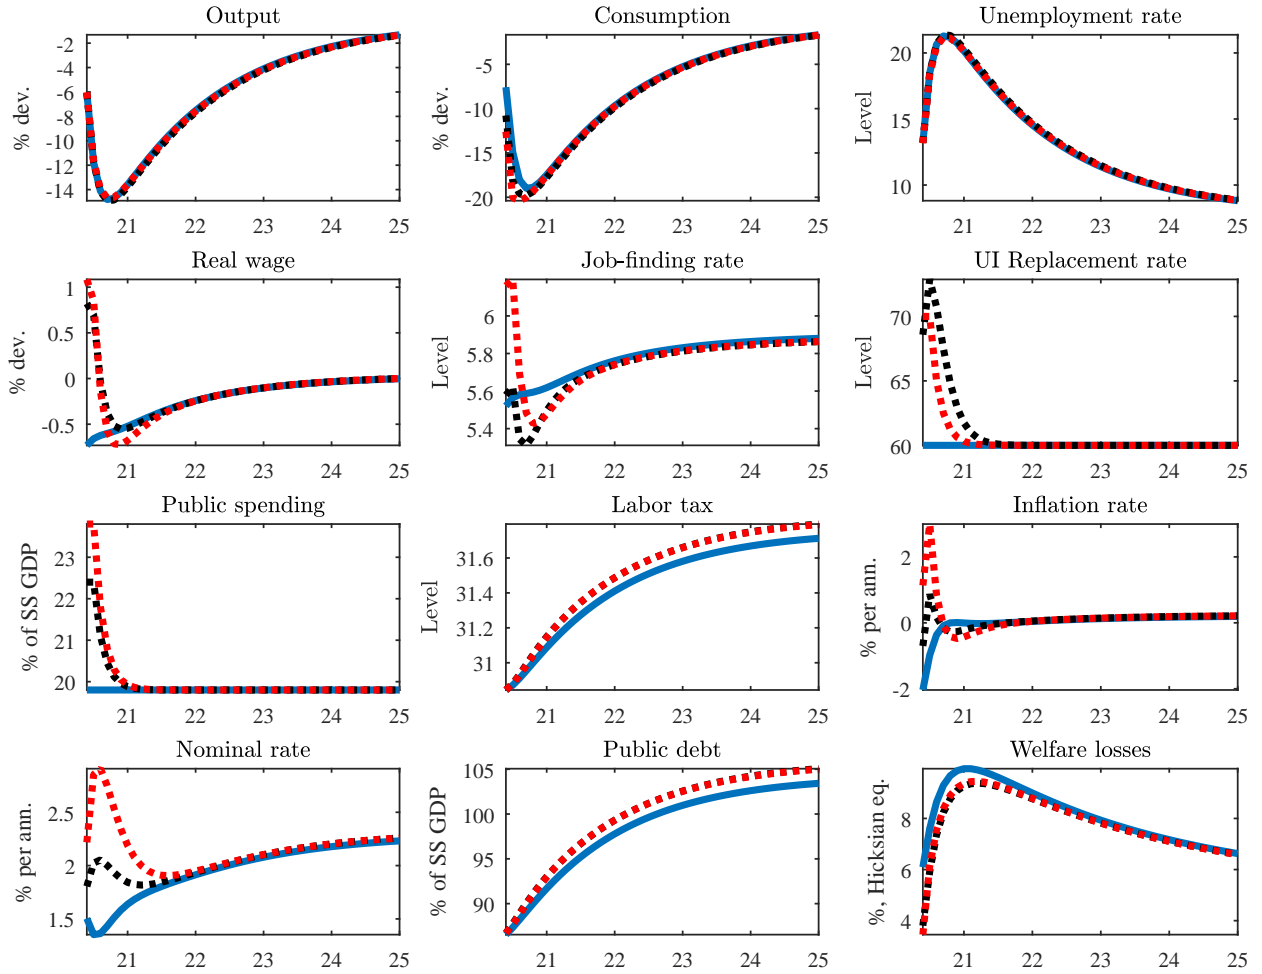 Output
% dev.
-2
-4
-6
-8
-10
-12
-14
21 22 23 24 25
Consumption
% dev.
-5
-10
-15
-20
21 22 23 24 25
Unemployment rate
Level
20
15
10
21 22 23 24 25
Real wage
% dev.
1
0.5
0
-0.5
21 22 23 24 25
Job-finding rate
Level
6
5.8
5.6
5.4
21 22 23 24 25
UI Replacement rate
Level
70
65
60
21 22 23 24 25
Public spending
% of SS GDP
23
22
21
20
21 22 23 24 25
Labor tax
Level
31.6
31.4
31.2
31
21 22 23 24 25
Inflation rate
% per ann.
2
0
-2
21 22 23 24 25
Nominal rate
% per ann.
2.5
2
1.5
21 22 23 24 25
Public debt
% of SS GDP
105
100
95
90
21 22 23 24 25
Welfare losses
%, Hicksian eq.
8
6
4
21 22 23 24 25